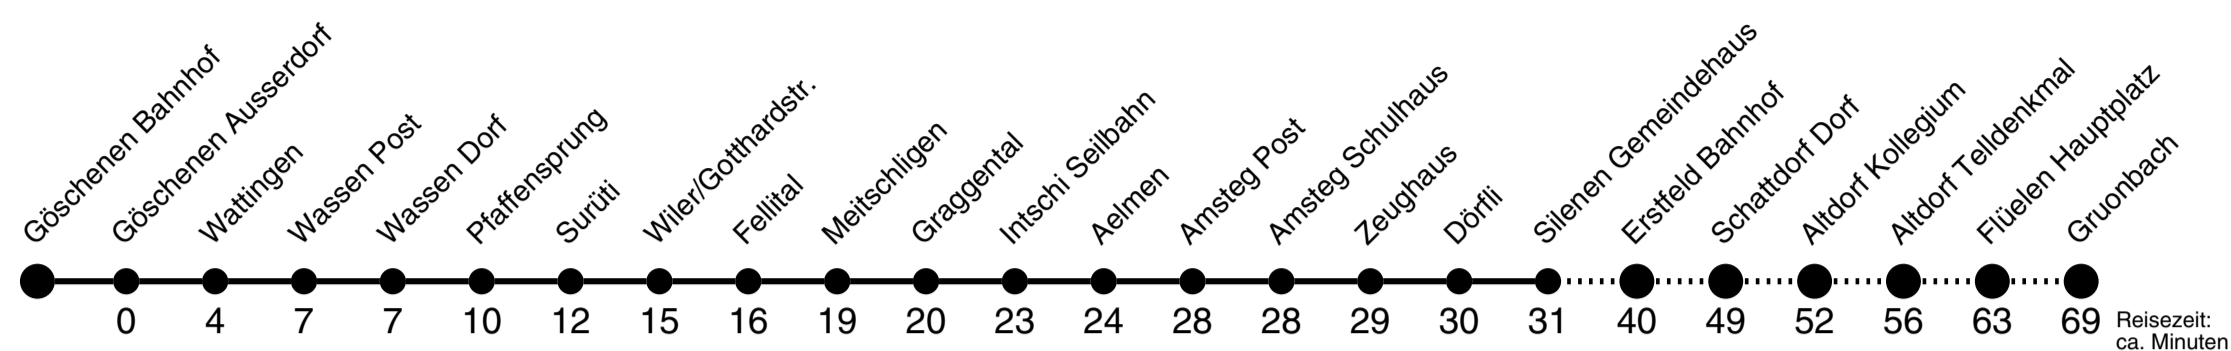 Göschenen Bahnhof
Göschenen Ausserdorf
Wattingen
Wassen Post
Wassen Dorf
Pfaffensprung
Surüti
Wiler/Gotthardstr.
Fellital
Meitschligen
Graggental
Intschi Seilbahn
Aelmen
Amsteg Post
Amsteg Schulhaus
Zeughaus
Dörfli
Silenen Gemeindehaus
Erstfeld Bahnhof
Schattdorf Dorf
Altdorf Kollegium
Altdorf Telldenkmal
Flüelen Hauptplatz
Gruonbach
0 4 7 7 10 12 15 16 19 20 23 24 28 28 29 30 31 40 49 52 56 63 69
Reisezeit:
ca. Minuten